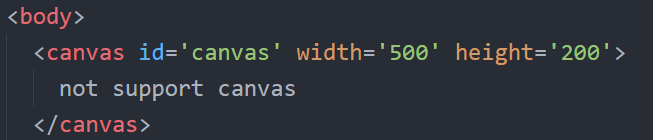 <body>
<canvas id='canvas' width='500' height='200'>
not support canvas
</canvas>